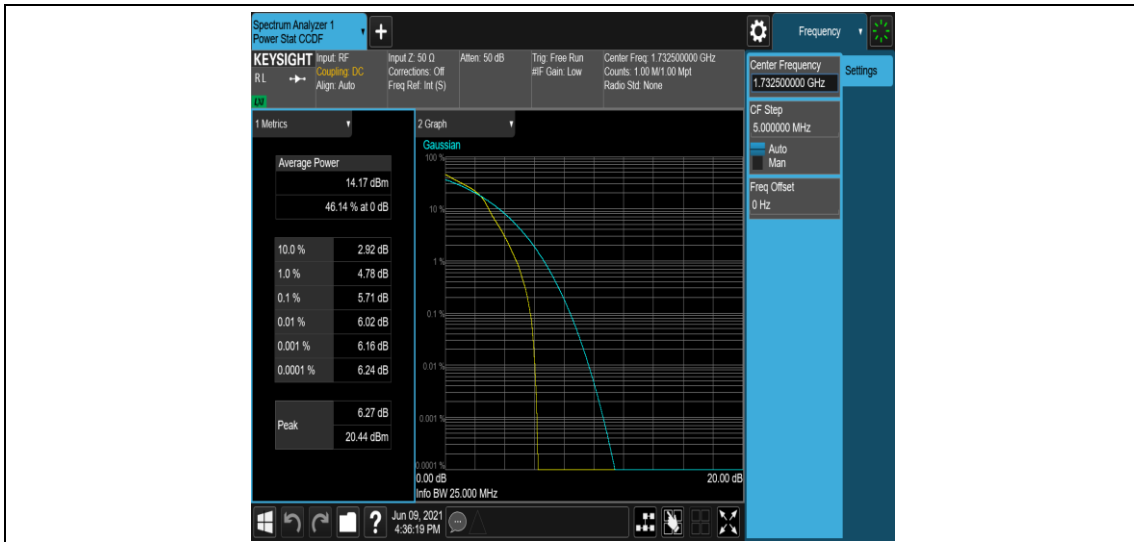 Spectrum Analyzer 1
Power Stat CCDF
+
Frequency
KEYSIGHT
RL
LXI
Input: RF
Coupling: DC
Align: Auto
Input Z: 50 Ω
Corrections: Off
Freq Ref: Int (S)
Atten: 50 dB
Trig: Free Run
#IF Gain: Low
Center Freq: 1.732500000 GHz
Counts: 1.00 M/1.00 Mpt
Radio Std: None
Center Frequency
1.732500000 GHz
Settings
CF Step
5.000000 MHz
Auto
Man
Freq Offset
0 Hz
1 Metrics
Average Power
14.17 dBm
46.14 % at 0 dB
10.0 % 2.92 dB
1.0 % 4.78 dB
0.1 % 5.71 dB
0.01 % 6.02 dB
0.001 % 6.16 dB
0.0001 % 6.24 dB
Peak
6.27 dB
20.44 dBm
2 Graph
Gaussian
100 %
10 %
1 %
0.1 %
0.01 %
0.001 %
0.0001 %
0.00 dB 20.00 dB
Info BW 25.000 MHz
?
Jun 09, 2021
4:36:19 PM